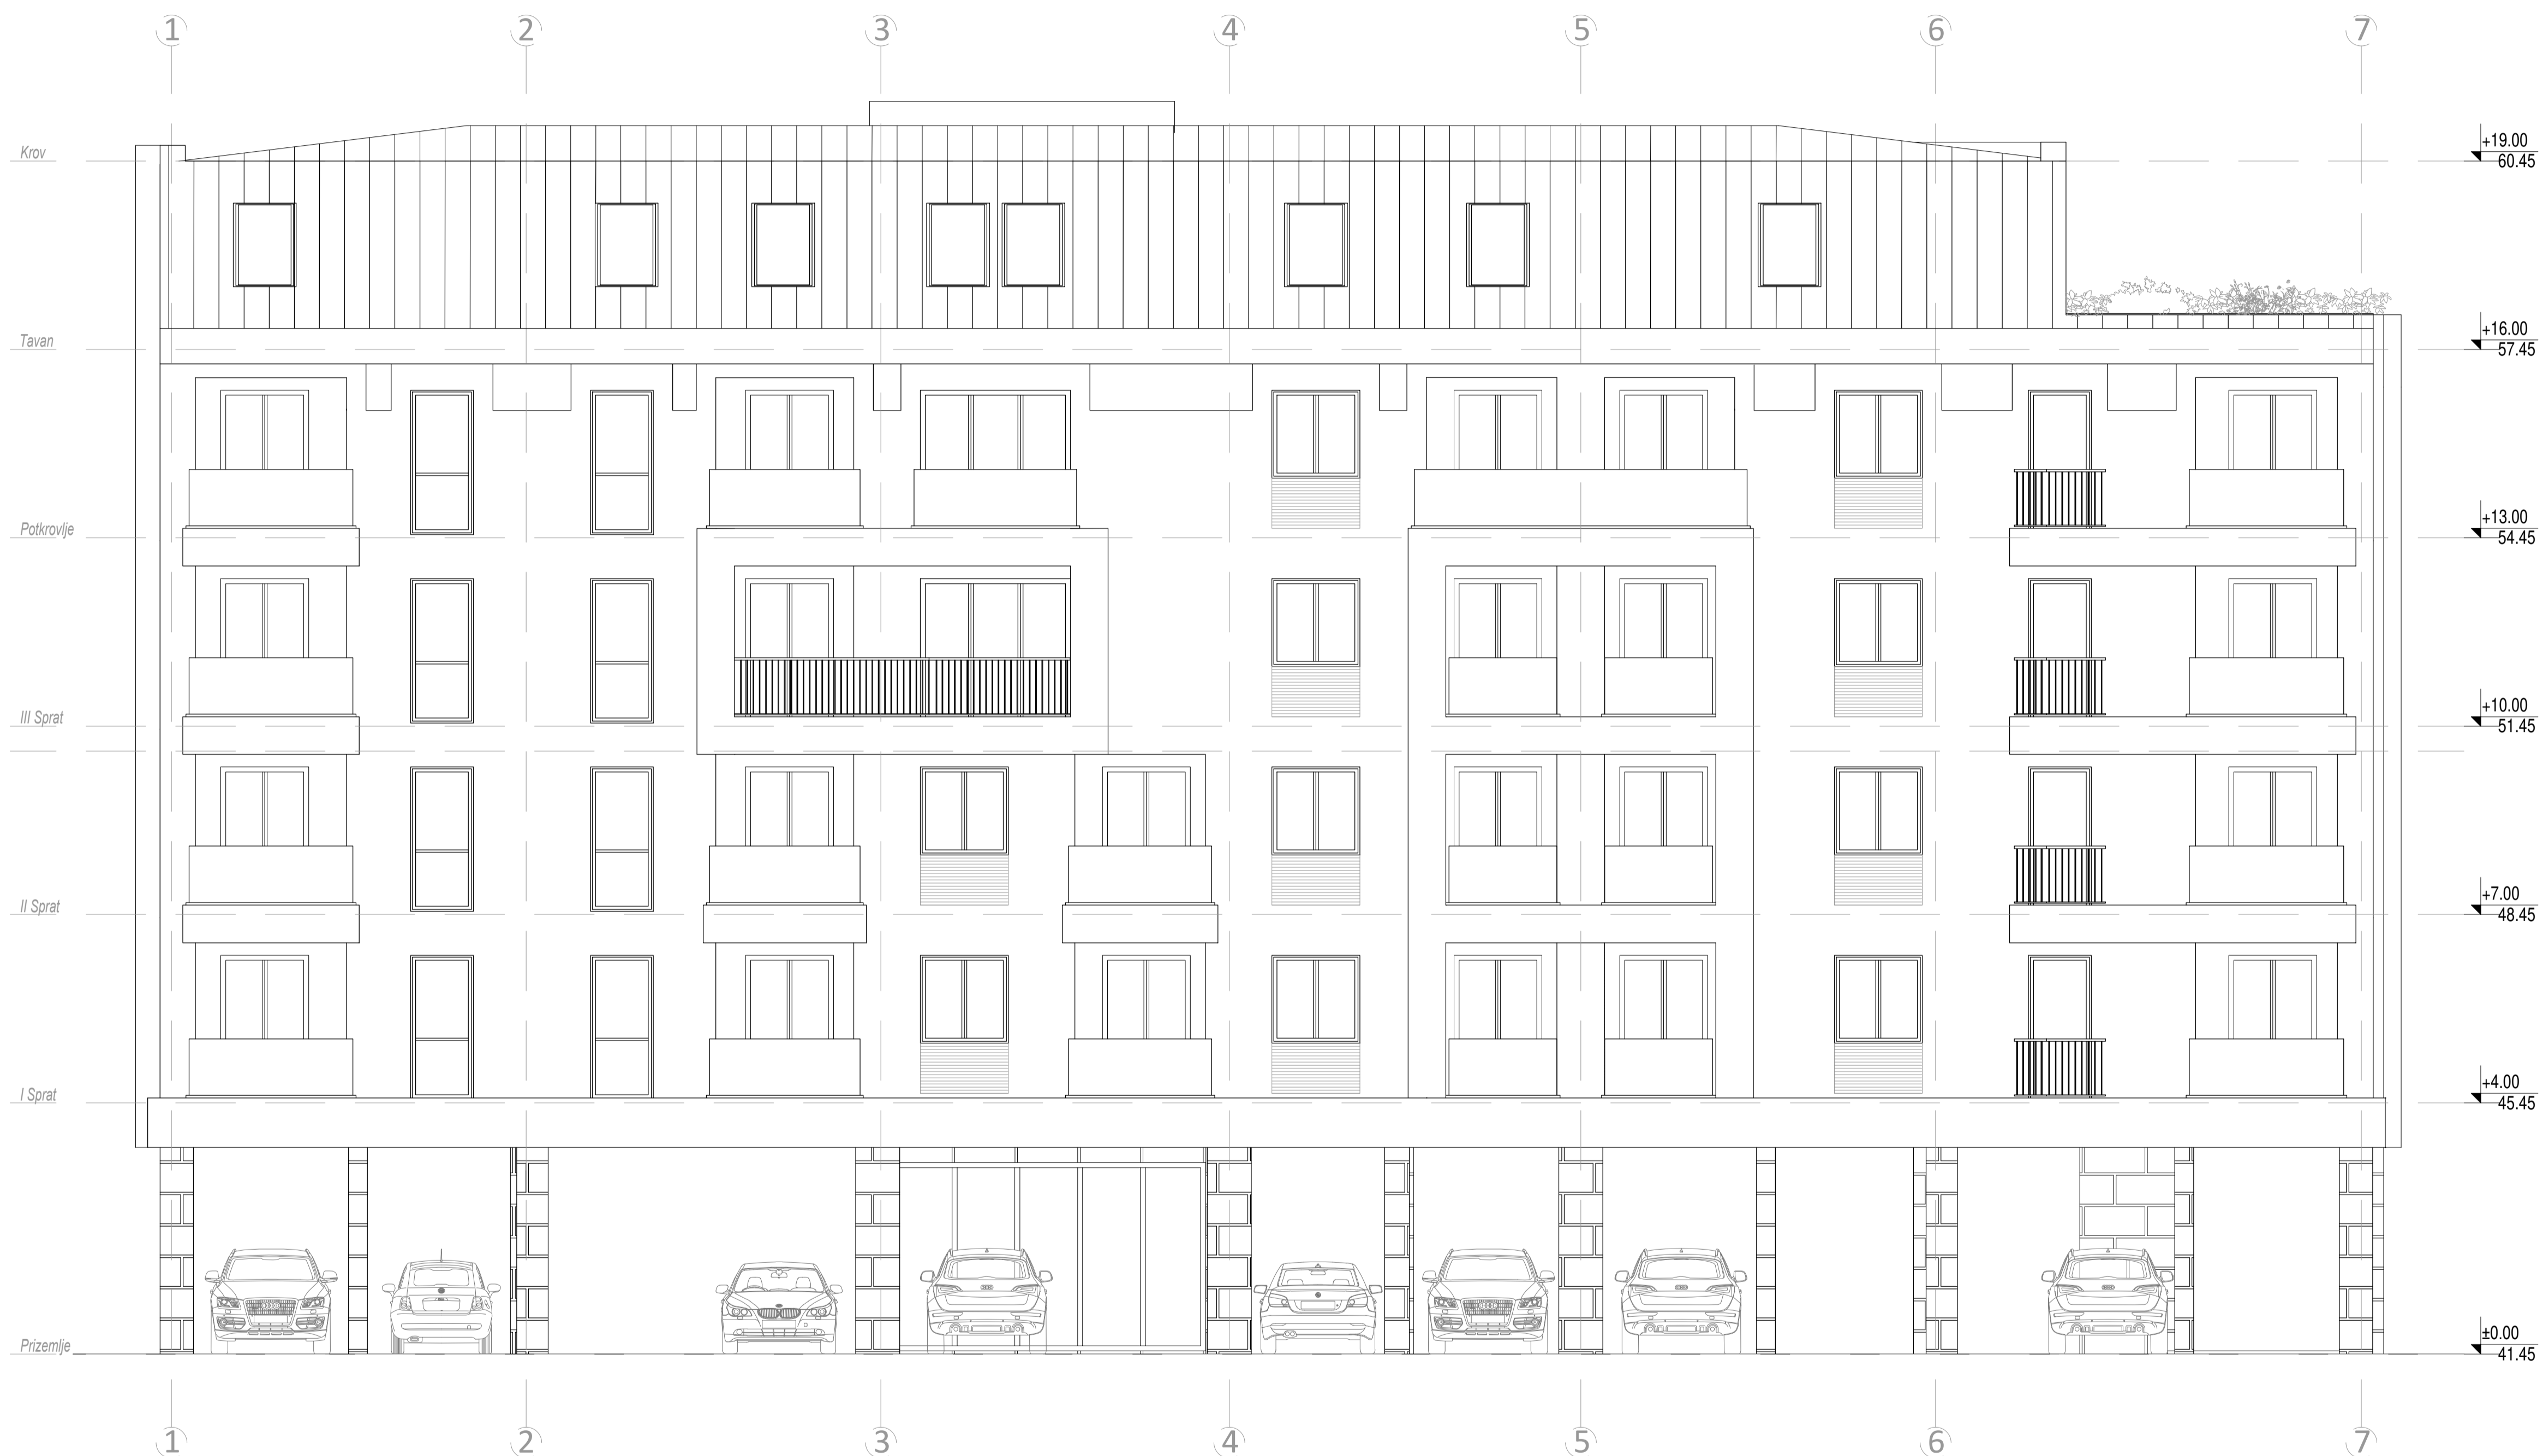 1 2 3 4 5 6 7
Krov
+19.00
60.45
Tavan
+16.00
57.45
Potkrovlje
+13.00
54.45
III Sprat
+10.00
51.45
II Sprat
+7.00
48.45
I Sprat
+4.00
45.45
Prizemlje
±0.00
41.45
1 2 3 4 5 6 7